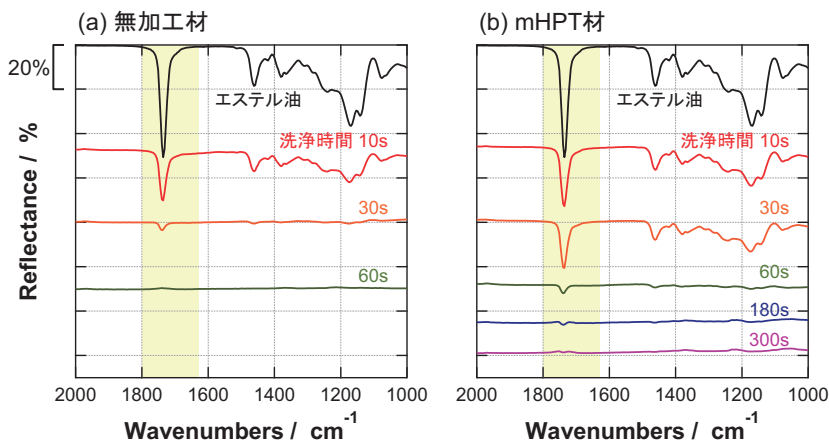 (a) 無加工材
20%
エステル油
洗浄時間 10s
30s
60s
Reflectance / %
2000 1800 1600 1400 1200 1000
Wavenumbers / cm-1
(b) mHPT材
エステル油
洗浄時間 10s
30s
60s
180s
300s
2000 1800 1600 1400 1200 1000
Wavenumbers / cm-1